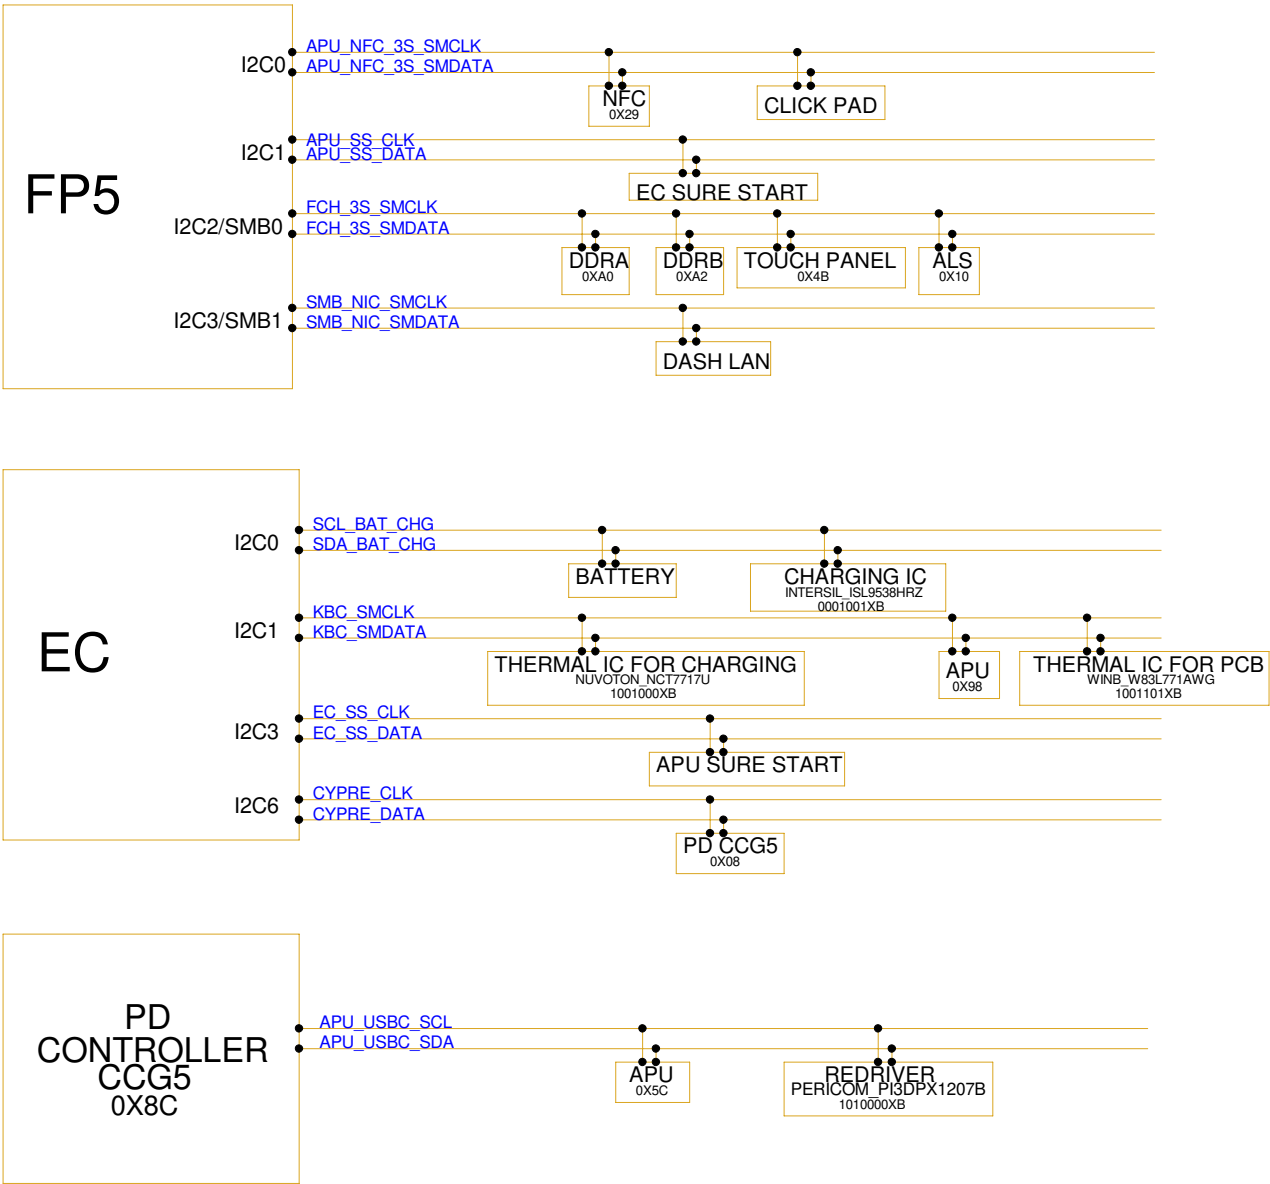 FP5
I2C0
APU_NFC_3S_SMCLK
APU_NFC_3S_SMDATA
NFC
0X29
CLICK PAD
I2C1
APU_SS_CLK
APU_SS_DATA
EC SURE START
I2C2/SMB0
FCH_3S_SMCLK
FCH_3S_SMDATA
DDRA
0XA0
DDRB
0XA2
TOUCH PANEL
0X4B
ALS
0X10
I2C3/SMB1
SMB_NIC_SMCLK
SMB_NIC_SMDATA
DASH LAN
EC
I2C0
SCL_BAT_CHG
SDA_BAT_CHG
BATTERY
CHARGING IC
INTERSIL_ISL9538HRZ
0001001XB
I2C1
KBC_SMCLK
KBC_SMDATA
THERMAL IC FOR CHARGING
NUVOTON_NCT7717U
1001000XB
APU
0X98
THERMAL IC FOR PCB
WINB_W83L771AWG
1001101XB
I2C3
EC_SS_CLK
EC_SS_DATA
APU SURE START
I2C6
CYPRE_CLK
CYPRE_DATA
PD CCG5
0X08
PD
CONTROLLER
CCG5
0X8C
APU_USBC_SCL
APU_USBC_SDA
APU
0X5C
REDRIVER
PERICOM_PI3DPX1207B
1010000XB